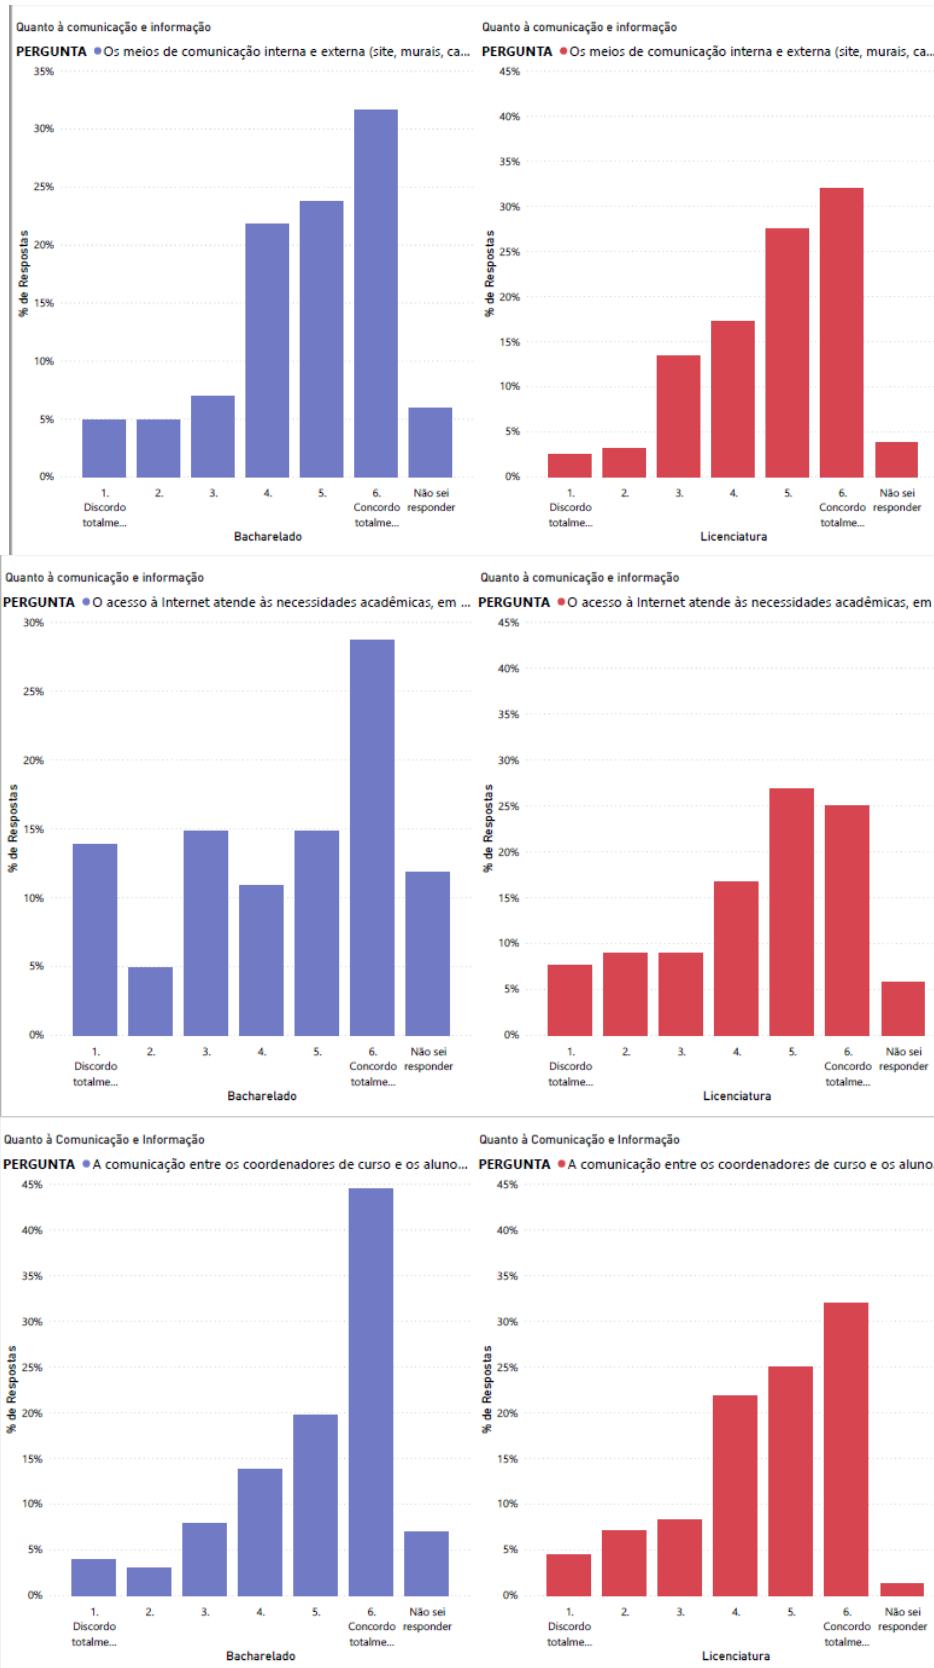 Quanto à comunicação e informação
PERGUNTA ●Os meios de comunicação interna e externa (site, murais, ca...
35%
30%
25%
20%
15%
10%
5%
0%
% de Respostas
1. Discordo totalme...
2.
3.
4.
5.
6. Concordo totalme...
Não sei responder
Bacharelado
Quanto à comunicação e informação
PERGUNTA ●Os meios de comunicação interna e externa (site, murais, ca...
45%
40%
35%
30%
25%
20%
15%
10%
5%
0%
% de Respostas
1. Discordo totalme...
2.
3.
4.
5.
6. Concordo totalme...
Não sei responder
Licenciatura
Quanto à comunicação e informação
PERGUNTA ●O acesso à Internet atende às necessidades acadêmicas, em ...
30%
25%
20%
15%
10%
5%
0%
% de Respostas
1. Discordo totalme...
2.
3.
4.
5.
6. Concordo totalme...
Não sei responder
Bacharelado
Quanto à comunicação e informação
PERGUNTA ●O acesso à Internet atende às necessidades acadêmicas, em
45%
40%
35%
30%
25%
20%
15%
10%
5%
0%
% de Respostas
1. Discordo totalme...
2.
3.
4.
5.
6. Concordo totalme...
Não sei responder
Licenciatura
Quanto à Comunicação e Informação
PERGUNTA ●A comunicação entre os coordenadores de curso e os aluno...
45%
40%
35%
30%
25%
20%
15%
10%
5%
0%
% de Respostas
1. Discordo totalme...
2.
3.
4.
5.
6. Concordo totalme...
Não sei responder
Bacharelado
Quanto à Comunicação e Informação
PERGUNTA ●A comunicação entre os coordenadores de curso e os aluno.
45%
40%
35%
30%
25%
20%
15%
10%
5%
0%
% de Respostas
1. Discordo totalme...
2.
3.
4.
5.
6. Concordo totalme...
Não sei responder
Licenciatura